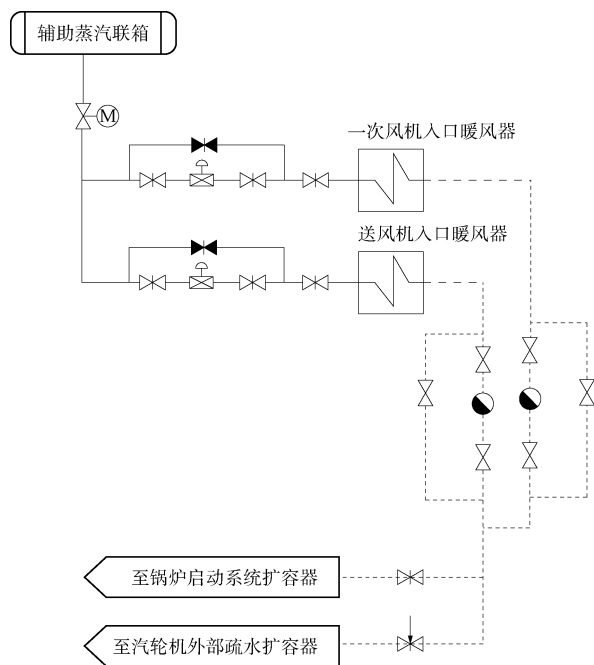 辅助蒸汽联箱
M
一次风机入口暖风器
送风机入口暖风器
至锅炉启动系统扩容器
至汽轮机外部疏水扩容器